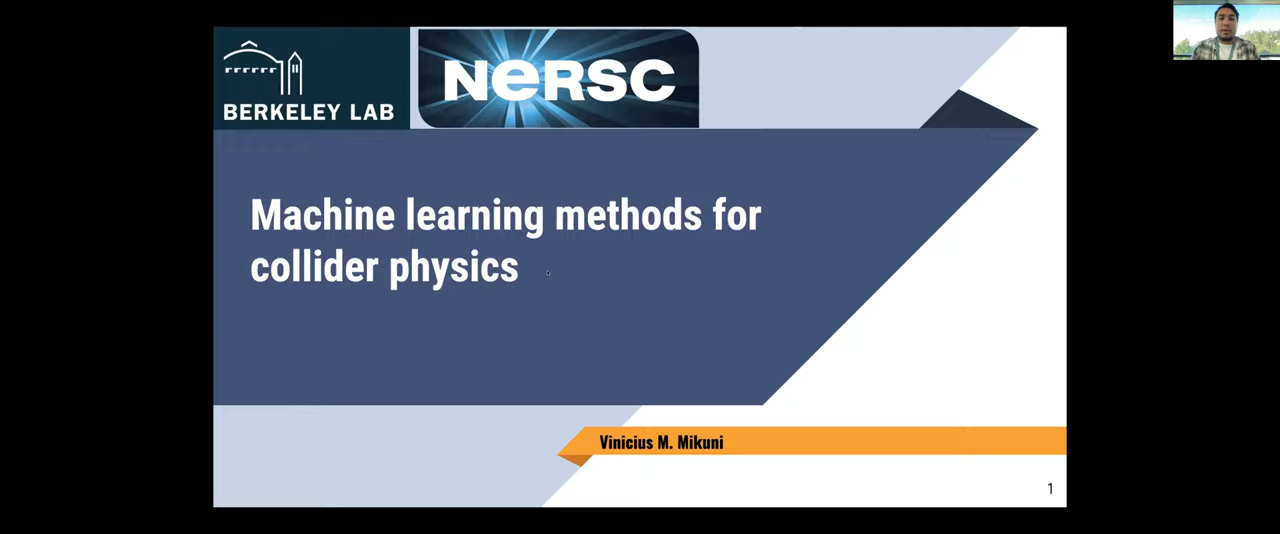 BERKELEY LAB
NERSC
Machine learning methods for
collider physics
Vinicius M. Mikuni
1